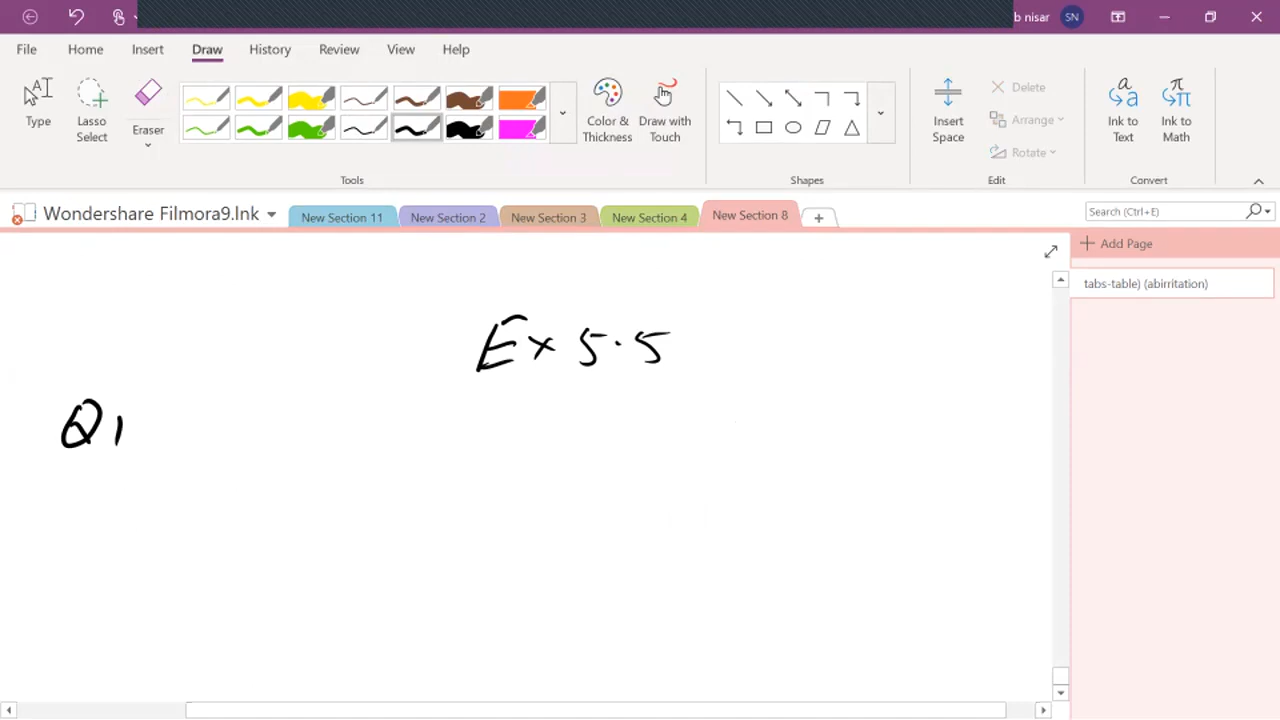 b nisar SN
File Home Insert Draw History Review View Help
Type
Lasso Select
Eraser
Color & Thickness
Draw with Touch
Insert Space
Delete
Arrange
Rotate
Ink to Text
Ink to Math
Tools Shapes Edit Convert
Wondershare Filmora9.lnk New Section 11 New Section 2 New Section 3 New Section 4 New Section 8 Search (Ctrl+E)
Add Page
tabs-table) (abirritation)
Ex 5.5
Q1